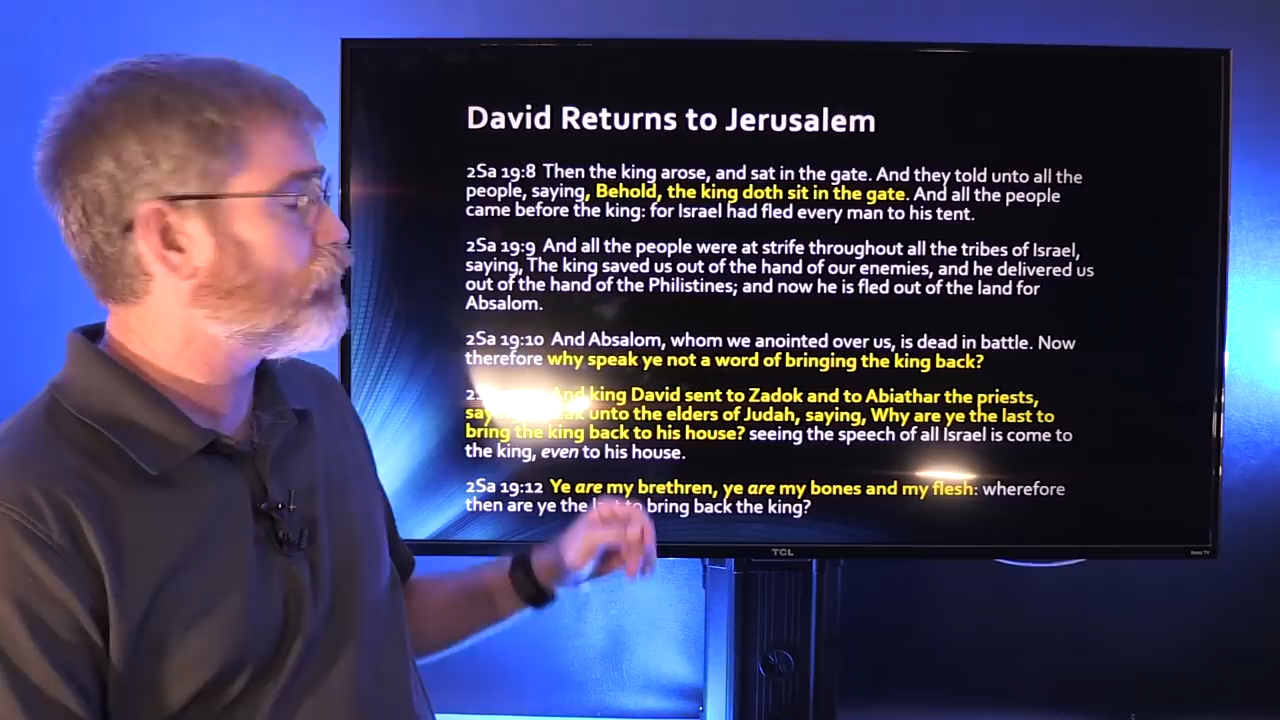 David Returns to Jerusalem
2Sa 19:8 Then the king arose, and sat in the gate. And they told unto all the
people, saying, Behold, the king doth sit in the gate. And all the people
came before the king: for Israel had fled every man to his tent.
2Sa 19:9 And all the people were at strife throughout all the tribes of Israel,
saying, The king saved us out of the hand of our enemies, and he delivered us
out of the hand of the Philistines; and now he is fled out of the land for
Absalom.
2Sa 19:10 And Absalom, whom we anointed over us, is dead in battle. Now
therefore why speak ye not a word of bringing the king back?
And king David sent to Zadok and to Abiathar the priests,
unto the elders of Judah, saying, Why are ye the last to
bring the king back to his house? seeing the speech of all Israel is come to
the king, even to his house.
2Sa 19:12 Ye are my brethren, ye are my bones and my flesh: wherefore
then are ye the to bring back the king?
TCL
Roku TV